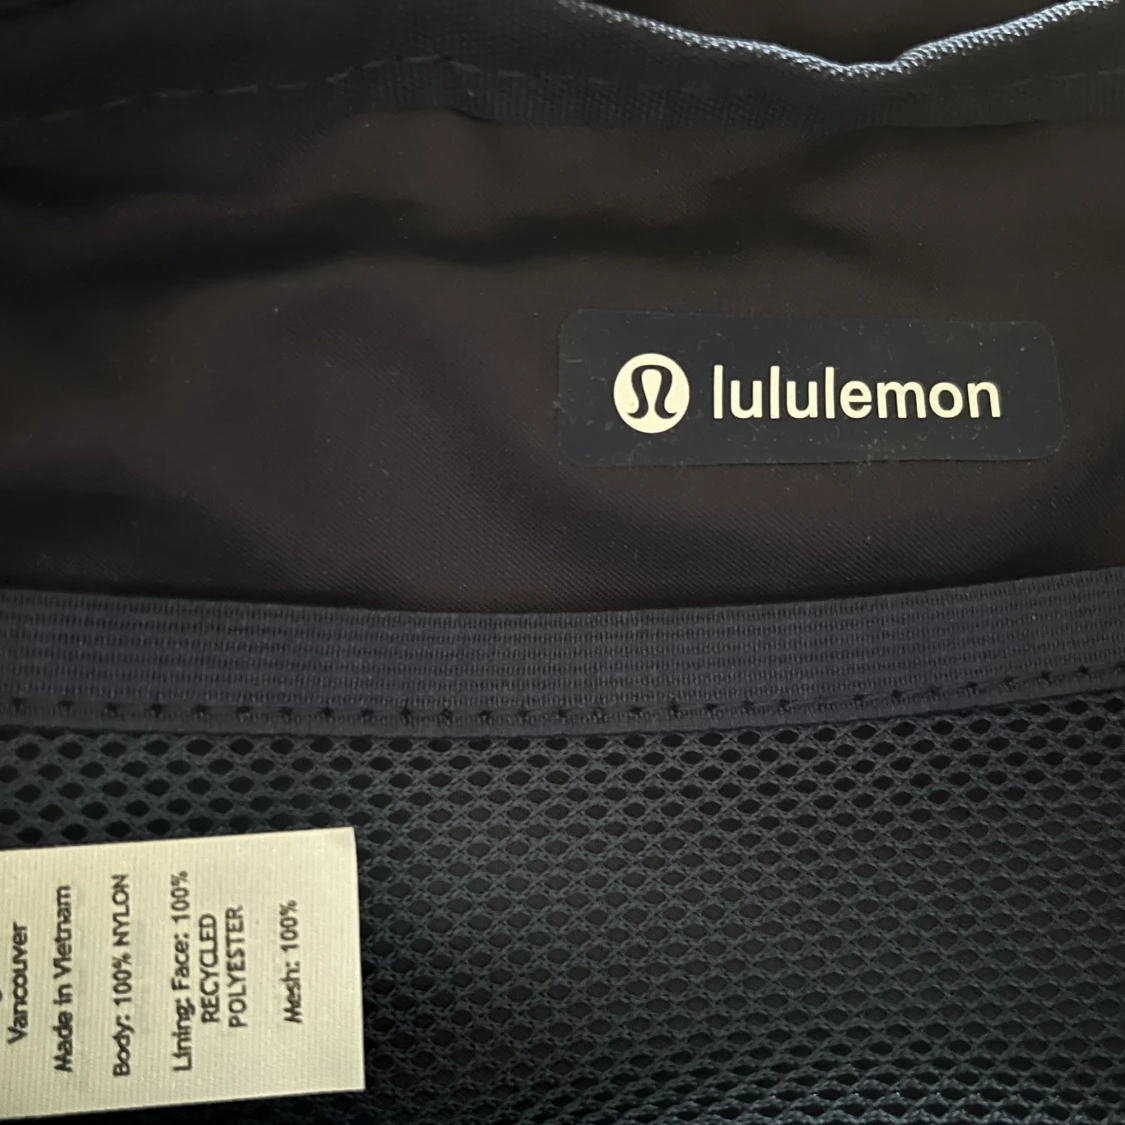 lululemon
Vancouver
Made in Vietnam
Body: 100% NYLON
Lining: Face: 100%
RECYCLED
POLYESTER
Mesh: 100%